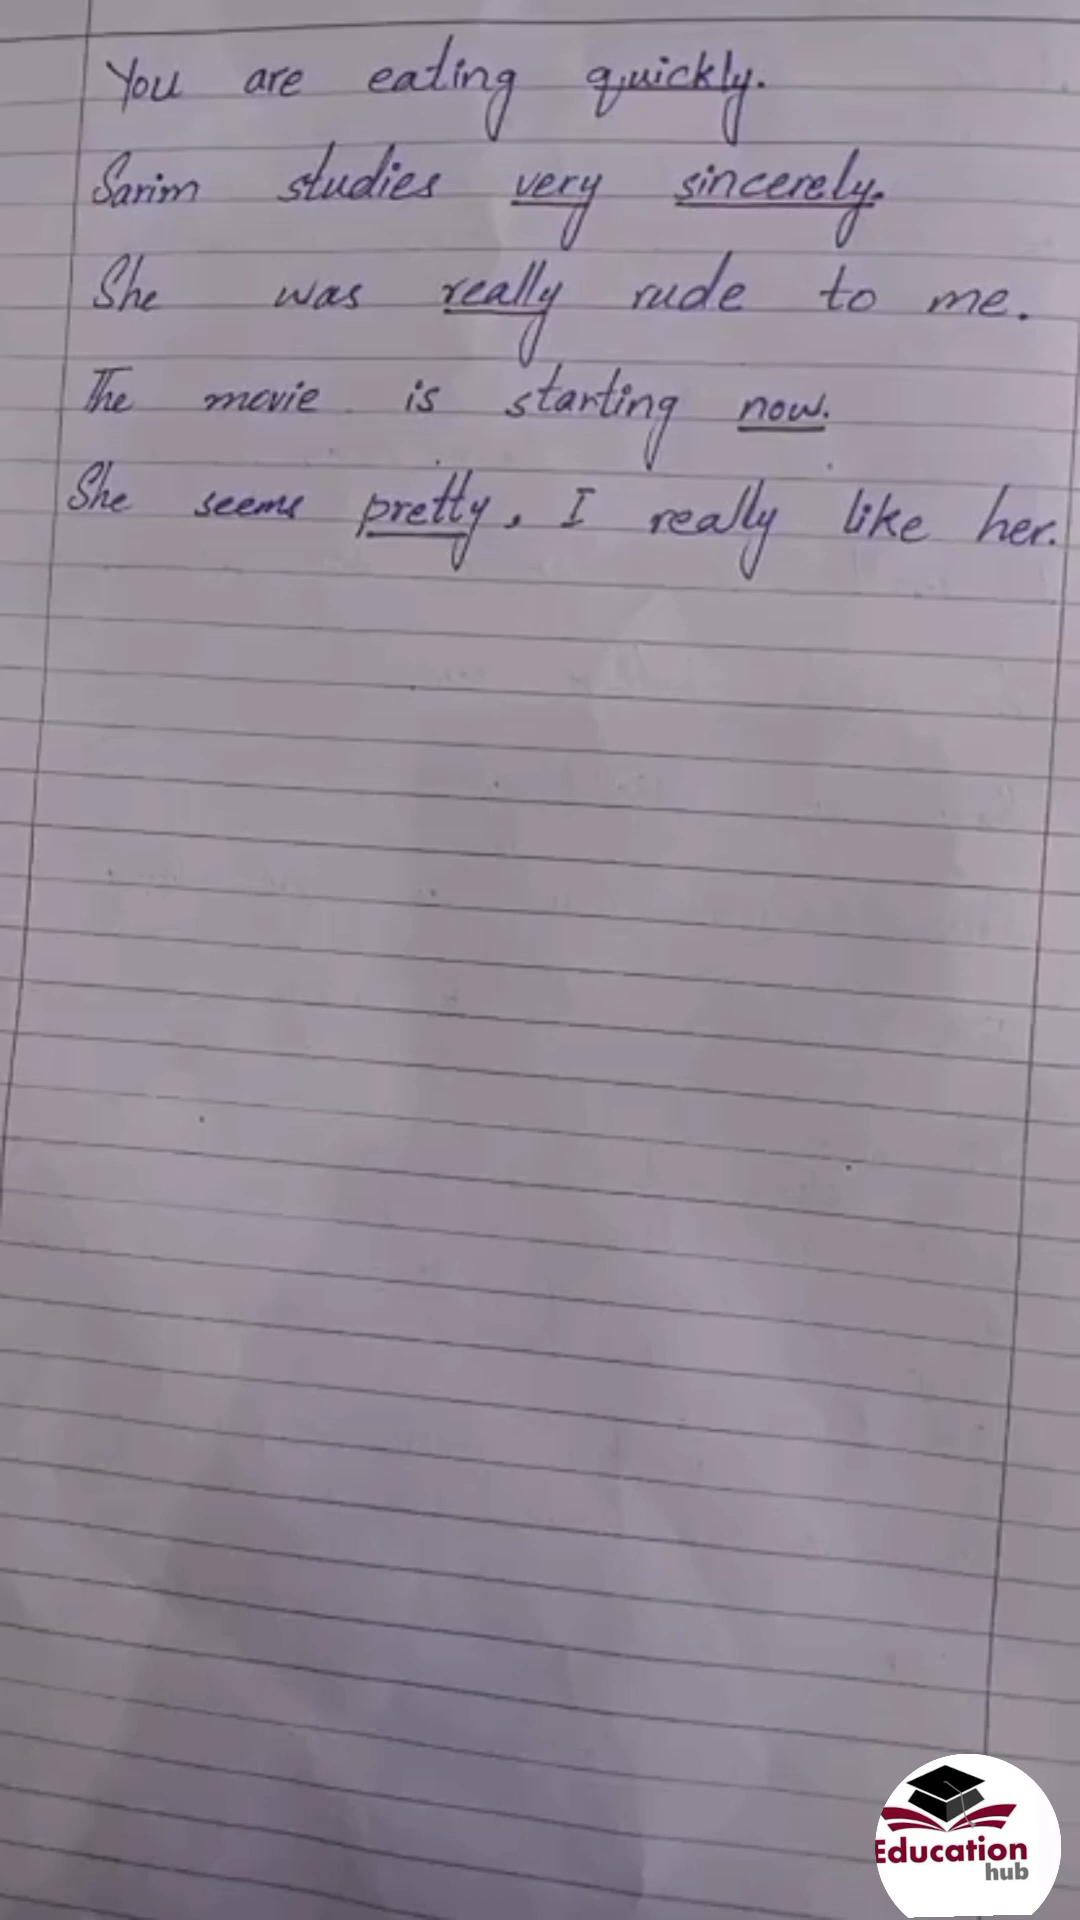 You are eating quickly.
Sarim studies very sincerely.
She was really rude to me.
The movie is starting now.
She seems pretty, I really like her.
Education
hub